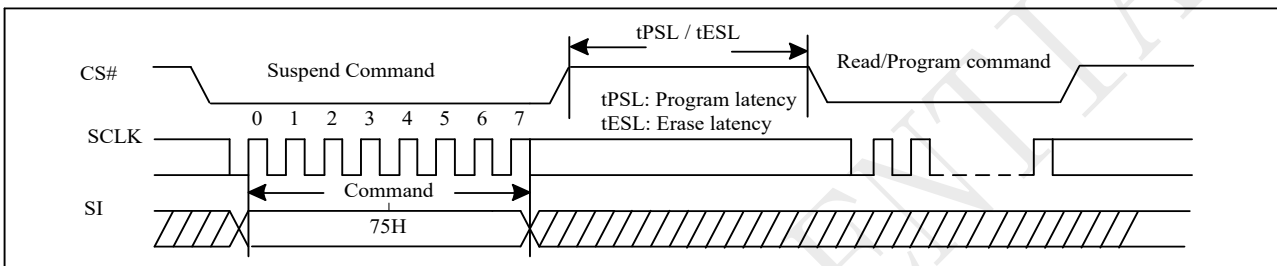 tPSL / tESL
CS#
Suspend Command
Read/Program command
tPSL: Program latency
tESL: Erase latency
0 1 2 3 4 5 6 7
SCLK
Command
SI
75H